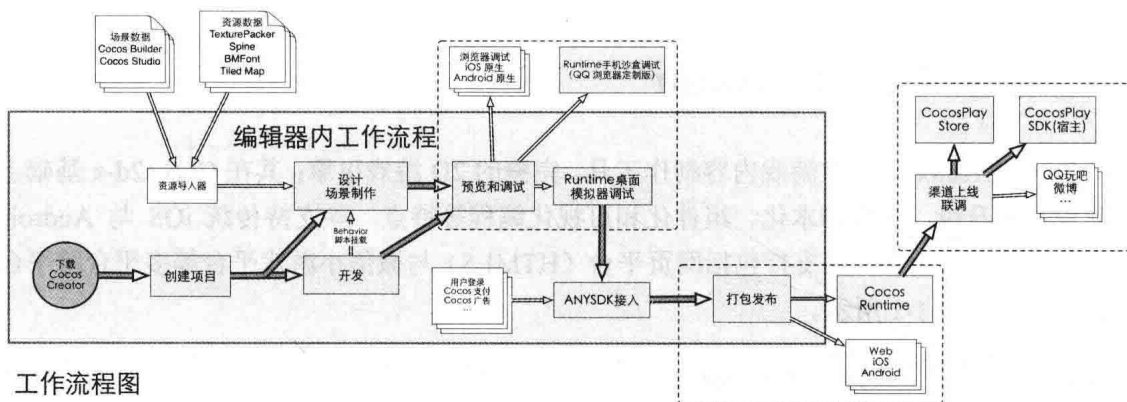 场景数据
Cocos Builder
Cocos Studio
资源数据
TexturePacker
Spine
BMFont
Tiled Map
浏览器调试
iOS 原生
Android 原生
Runtime手机沙盒调试
(QQ 浏览器定制版)
编辑器内工作流程
资源导入器
设计
场景制作
预览和调试
Runtime桌面
模拟器调试
CocosPlay
Store
CocosPlay
SDK(宿主)
渠道上线
联调
QQ玩吧
微博
...
Behavior
脚本挂载
下载
Cocos
Creator
创建项目
开发
用户登录
Cocos 支付
Cocos 广告
...
ANYSDK接入
打包发布
Cocos
Runtime
Web
iOS
Android
工作流程图